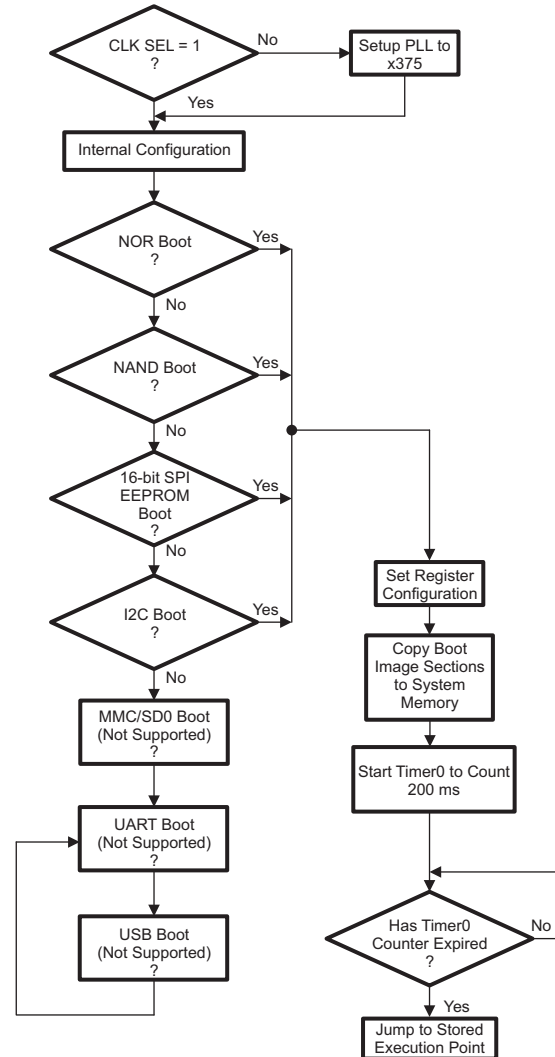 CLK SEL = 1
?
No
Setup PLL to
x375
Yes
Internal Configuration
NOR Boot
?
Yes
No
NAND Boot
?
Yes
No
16-bit SPI
EEPROM
Boot
?
Yes
No
I2C Boot
?
Yes
No
MMC/SD0 Boot
(Not Supported)
?
UART Boot
(Not Supported)
?
USB Boot
(Not Supported)
?
Set Register
Configuration
Copy Boot
Image Sections
to System
Memory
Start Timer0 to Count
200 ms
Has Timer0
Counter Expired
?
No
Yes
Jump to Stored
Execution Point